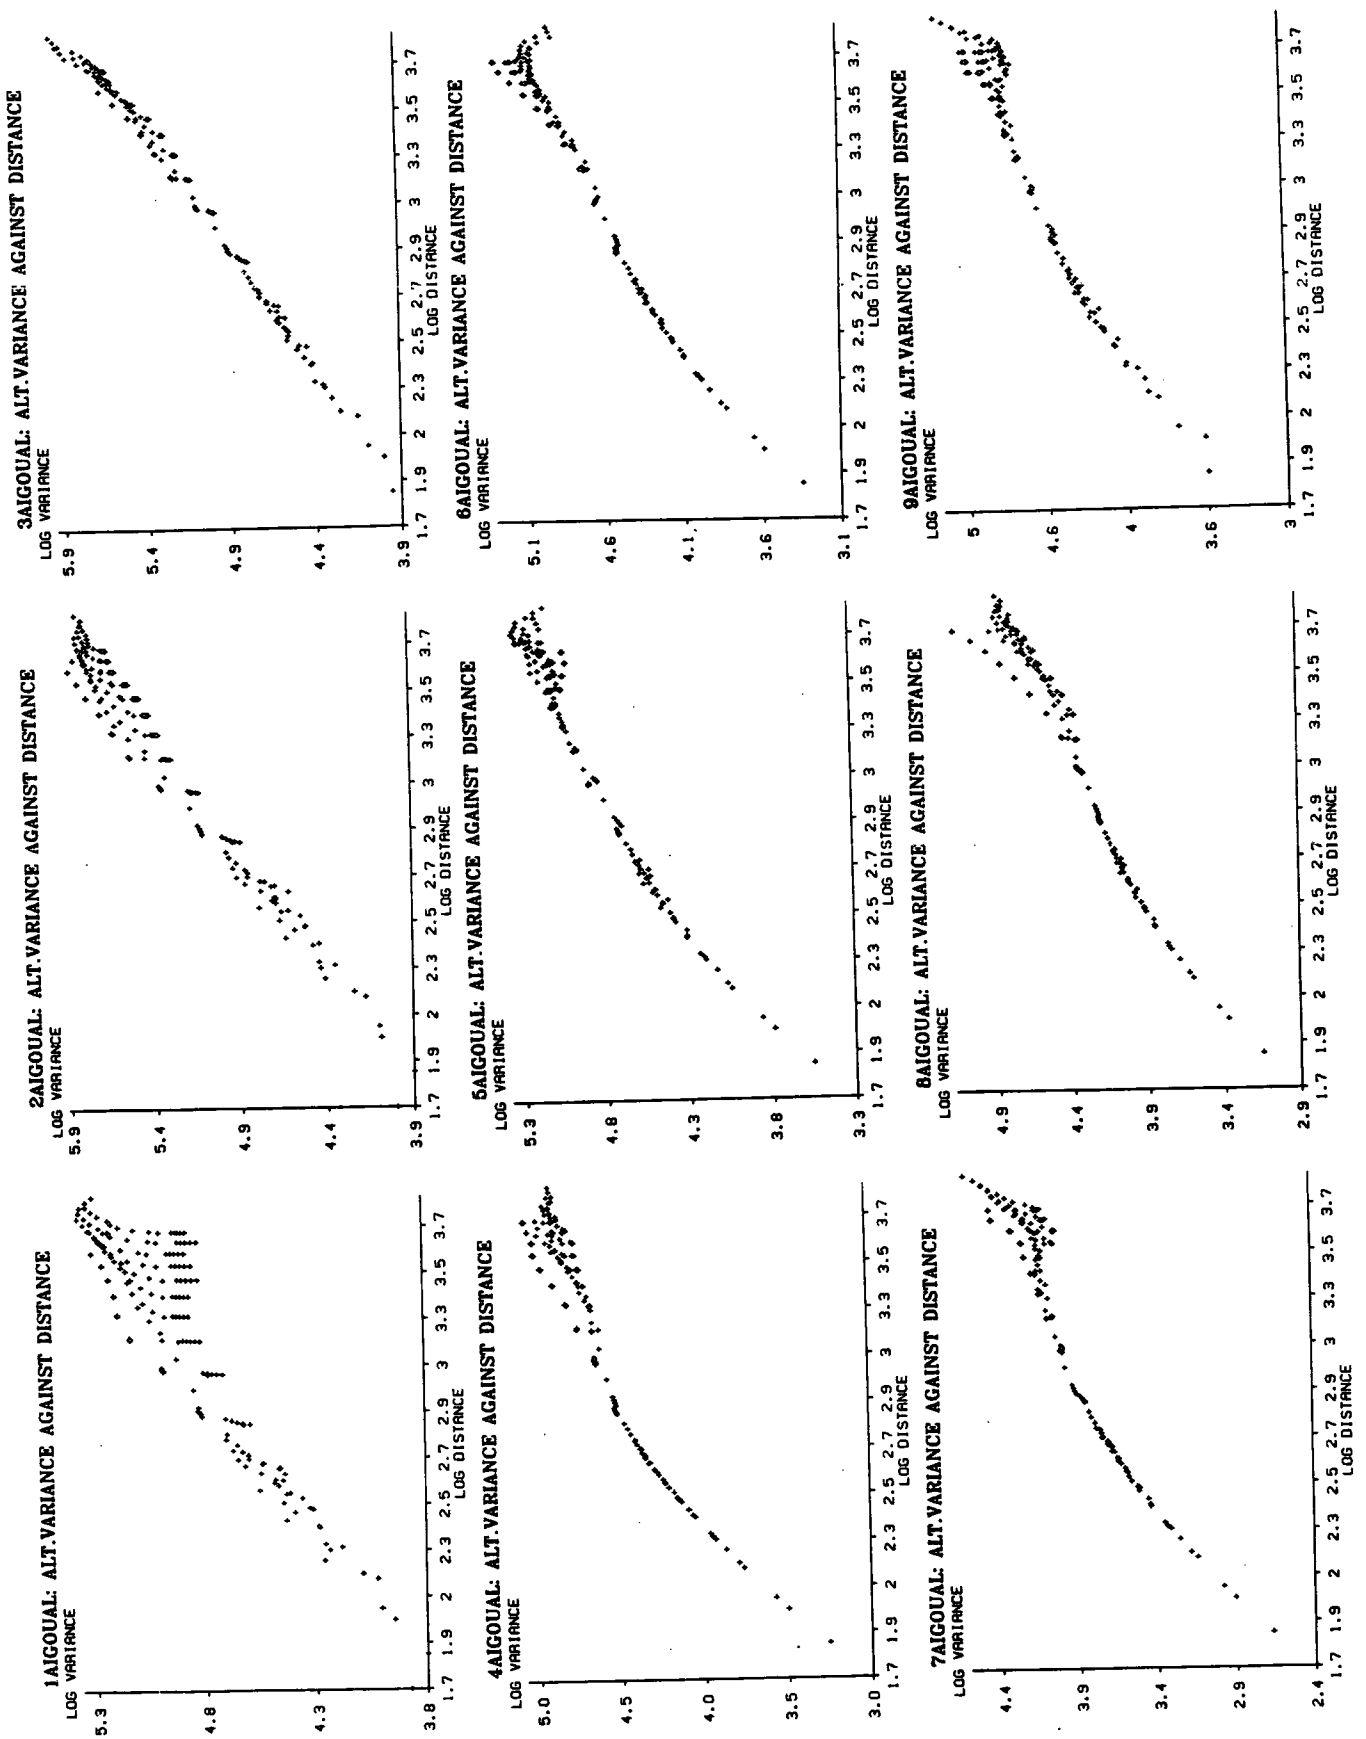 1AIGOUAL: ALT.VARIANCE AGAINST DISTANCE
LOG
VARIANCE
5.3
4.8
4.3
3.8
1.7 1.9 2 2.3 2.5 2.7 2.9 3 3.3 3.5 3.7
LOG DISTANCE
2AIGOUAL: ALT.VARIANCE AGAINST DISTANCE
LOG
VARIANCE
5.9
5.4
4.9
4.4
3.9
1.7 1.9 2 2.3 2.5 2.7 2.9 3 3.3 3.5 3.7
LOG DISTANCE
3AIGOUAL: ALT.VARIANCE AGAINST DISTANCE
LOG
VARIANCE
5.9
5.4
4.9
4.4
3.9
1.7 1.9 2 2.3 2.5 2.7 2.9 3 3.3 3.5 3.7
LOG DISTANCE
4AIGOUAL: ALT.VARIANCE AGAINST DISTANCE
LOG
VARIANCE
5.0
4.5
4.0
3.5
3.0
1.7 1.9 2 2.3 2.5 2.7 2.9 3 3.3 3.5 3.7
LOG DISTANCE
5AIGOUAL: ALT.VARIANCE AGAINST DISTANCE
LOG
VARIANCE
5.3
4.8
4.3
3.8
3.3
1.7 1.9 2 2.3 2.5 2.7 2.9 3 3.3 3.5 3.7
LOG DISTANCE
6AIGOUAL: ALT.VARIANCE AGAINST DISTANCE
LOG
VARIANCE
5.1
4.6
4.1
3.6
3.1
1.7 1.9 2 2.3 2.5 2.7 2.9 3 3.3 3.5 3.7
LOG DISTANCE
7AIGOUAL: ALT.VARIANCE AGAINST DISTANCE
LOG
VARIANCE
4.4
3.9
3.4
2.9
2.4
1.7 1.9 2 2.3 2.5 2.7 2.9 3 3.3 3.5 3.7
LOG DISTANCE
8AIGOUAL: ALT.VARIANCE AGAINST DISTANCE
LOG
VARIANCE
4.9
4.4
3.9
3.4
2.9
1.7 1.9 2 2.3 2.5 2.7 2.9 3 3.3 3.5 3.7
LOG DISTANCE
9AIGOUAL: ALT.VARIANCE AGAINST DISTANCE
LOG
VARIANCE
5
4.6
4
3.6
3
1.7 1.9 2 2.3 2.5 2.7 2.9 3 3.3 3.5 3.7
LOG DISTANCE